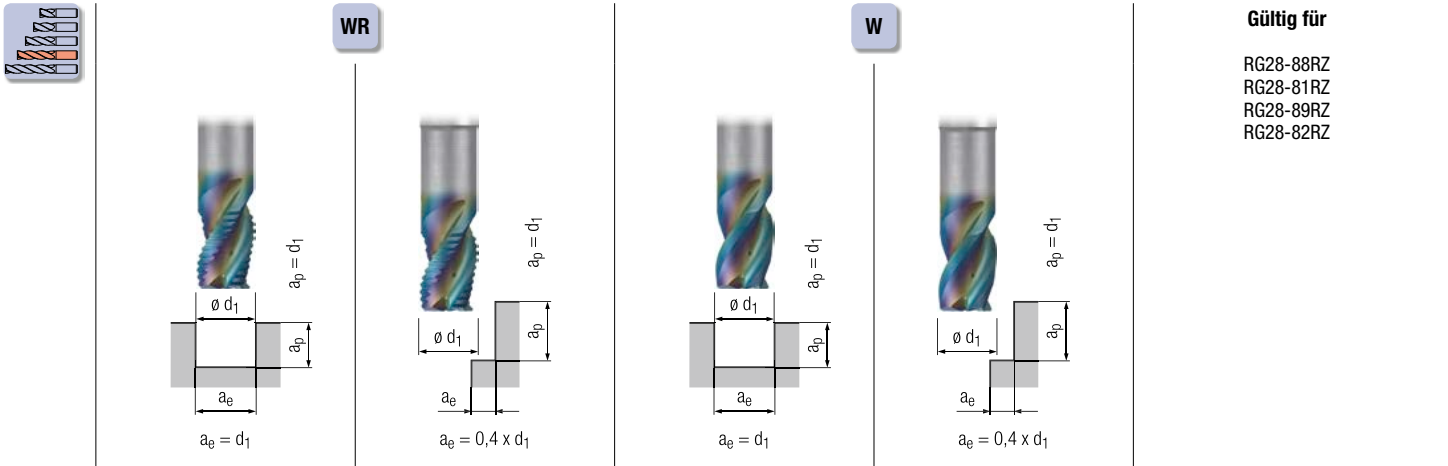 WR
W
Gültig für
RG28-88RZ
RG28-81RZ
RG28-89RZ
RG28-82RZ
ap = d1
ø d1
ap
ae
ae = d1
ap = d1
ø d1
ap
ae
ae = 0,4 x d1
ap = d1
ø d1
ap
ae
ae = d1
ap = d1
ø d1
ap
ae
ae = 0,4 x d1